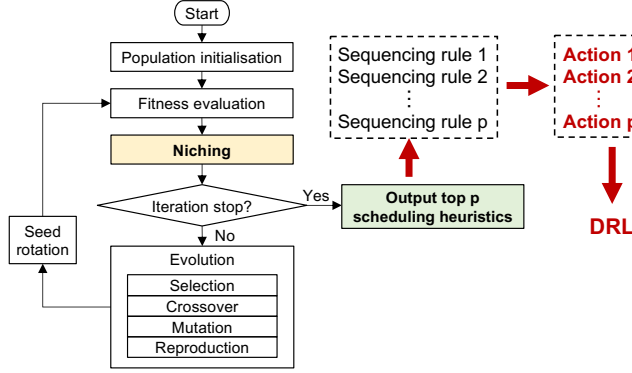 Start
Population initialisation
Fitness evaluation
Niching
Iteration stop?
Yes
No
Seed
rotation
Evolution
Selection
Crossover
Mutation
Reproduction
Output top p
scheduling heuristics
Sequencing rule 1
Sequencing rule 2
⋮
Sequencing rule p
Action 1
Action 2
⋮
Action p
DRL